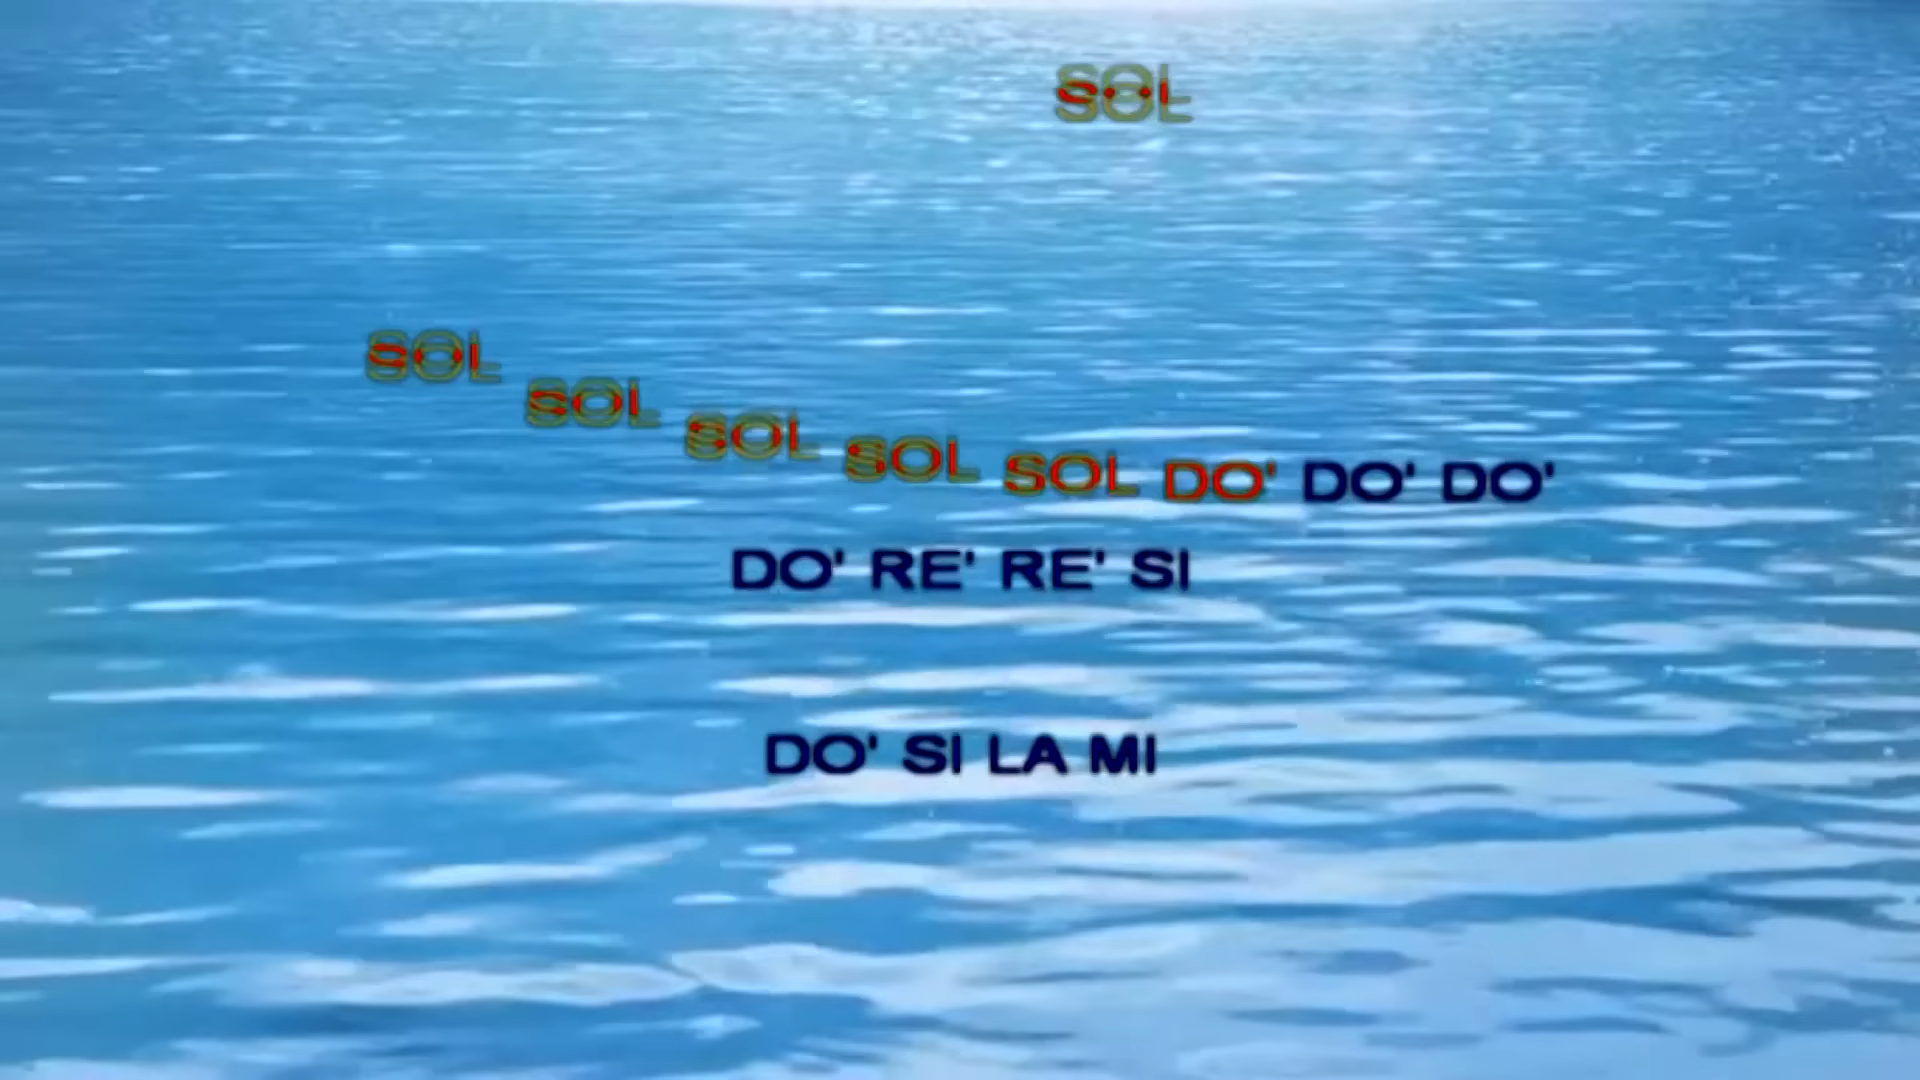 SOL
SOL SOL SOL SOL SOL DO' DO' DO'
DO' RE' RE' SI
DO' SI LA MI